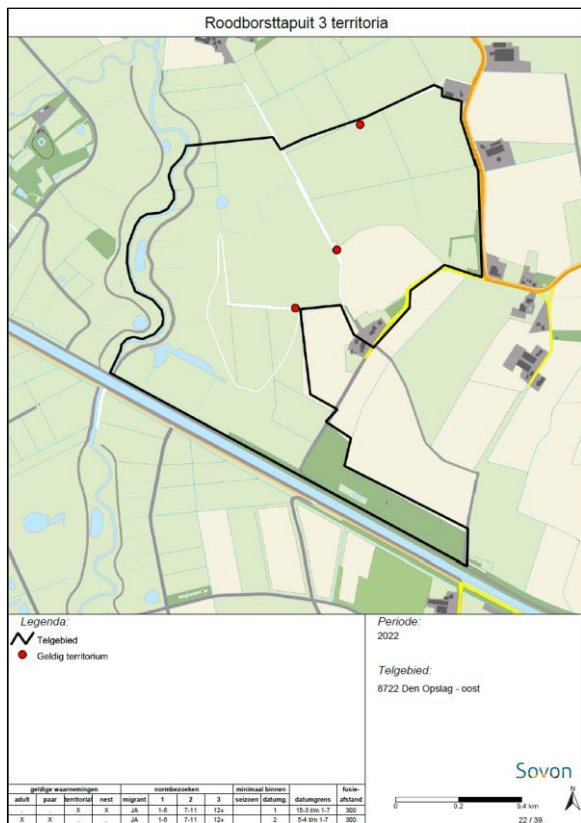 Roodborsttapuit 3 territoria
Legenda:
Telgebied
Geldig territorium
Periode:
2022
Telgebied:
8722 Den Opslag - oost
Sovon
0 0.2 0.4 km
N
22 / 39
geldige waarnemingen normbezoeken minimaal binnen fusie-
adult paar territorial nest migrant 1 2 3 seizoen datumg. datumgrens afstand
. . X X JA 1-6 7-11 12+ 1 15-3 t/m 1-7 300
X X . . JA 1-6 7-11 12+ 2 5-4 t/m 1-7 300